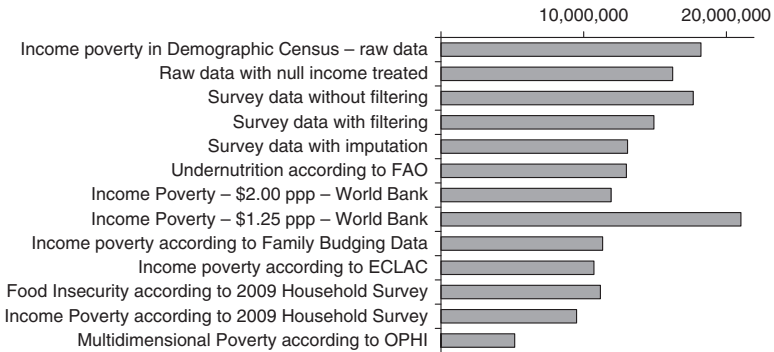 10,000,000 20,000,000
Income poverty in Demographic Census – raw data
Raw data with null income treated
Survey data without filtering
Survey data with filtering
Survey data with imputation
Undernutrition according to FAO
Income Poverty – $2.00 ppp – World Bank
Income Poverty – $1.25 ppp – World Bank
Income poverty according to Family Budging Data
Income poverty according to ECLAC
Food Insecurity according to 2009 Household Survey
Income Poverty according to 2009 Household Survey
Multidimensional Poverty according to OPHI